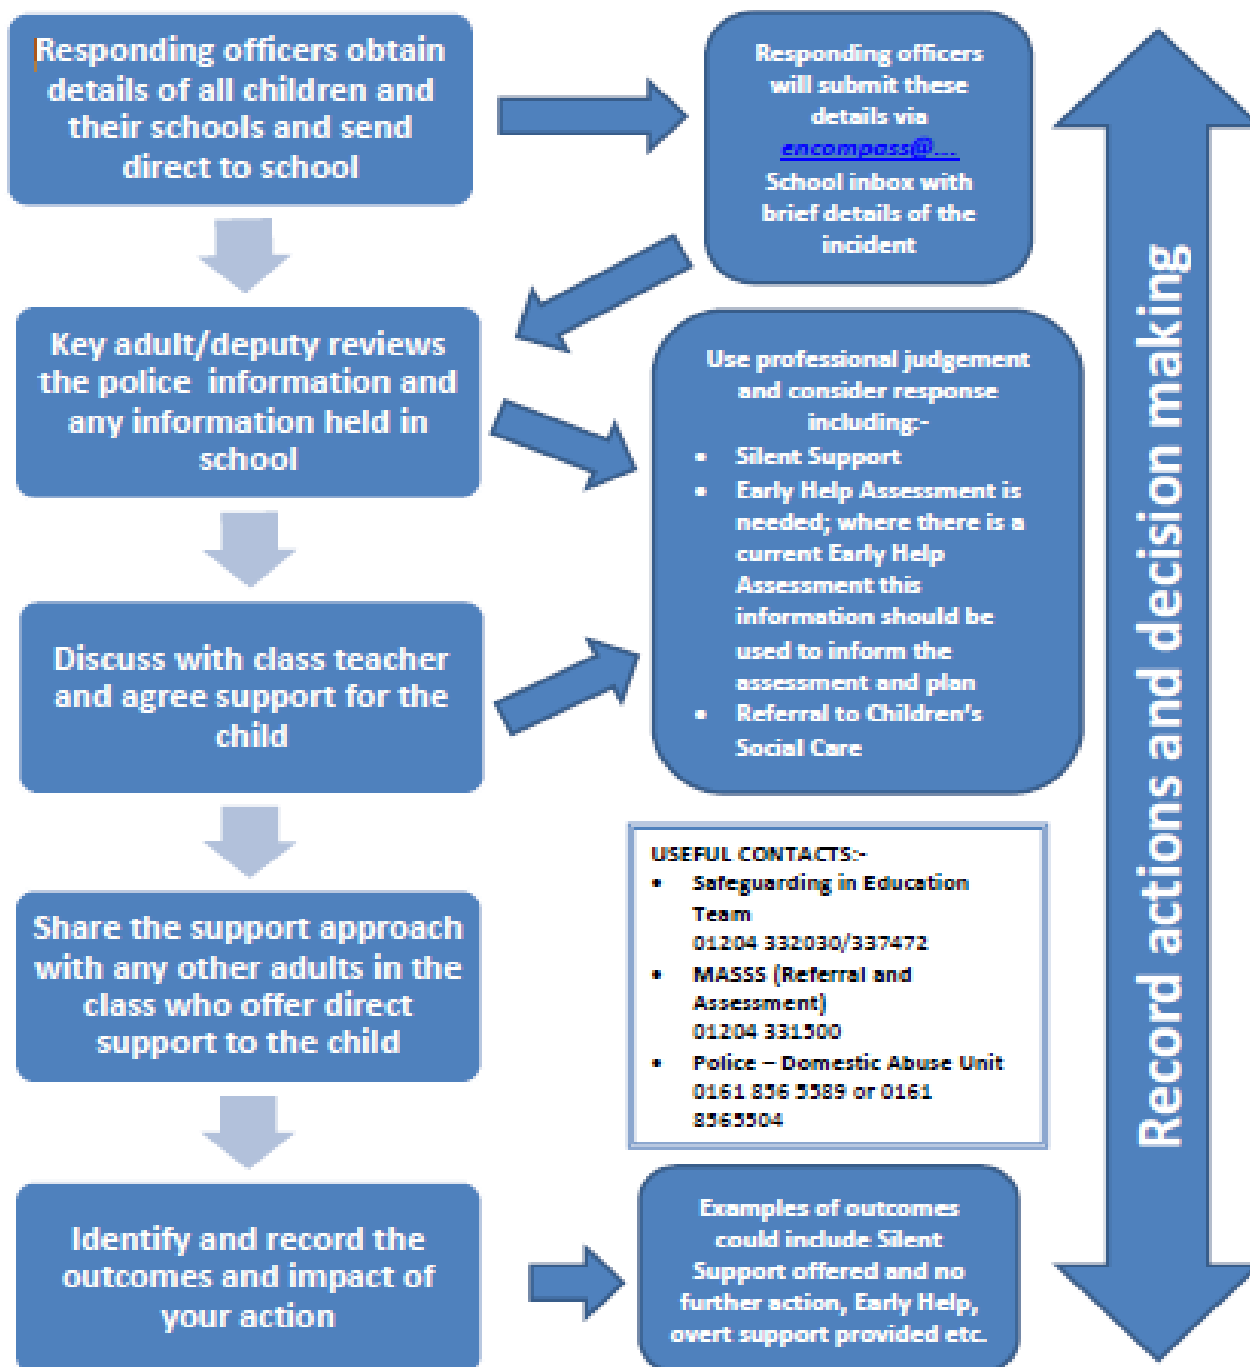 Responding officers obtain
details of all children and
their schools and send
direct to school
Responding officers
will submit these
details via
encompass@...
School inbox with
brief details of the
incident
Key adult/deputy reviews
the police information and
any information held in
school
Use professional judgement
and consider response
including:-
• Silent Support
• Early Help Assessment is
needed; where there is a
current Early Help
Assessment this
information should be
used to inform the
assessment and plan
• Referral to Children's
Social Care
Discuss with class teacher
and agree support for the
child
USEFUL CONTACTS:-
• Safeguarding in Education
Team
01204 332030/337472
• MASSS (Referral and
Assessment)
01204 331500
• Police – Domestic Abuse Unit
0161 856 5589 or 0161
8565504
Share the support approach
with any other adults in the
class who offer direct
support to the child
Identify and record the
outcomes and impact of
your action
Examples of outcomes
could include Silent
Support offered and no
further action, Early Help,
overt support provided etc.
Record actions and decision making